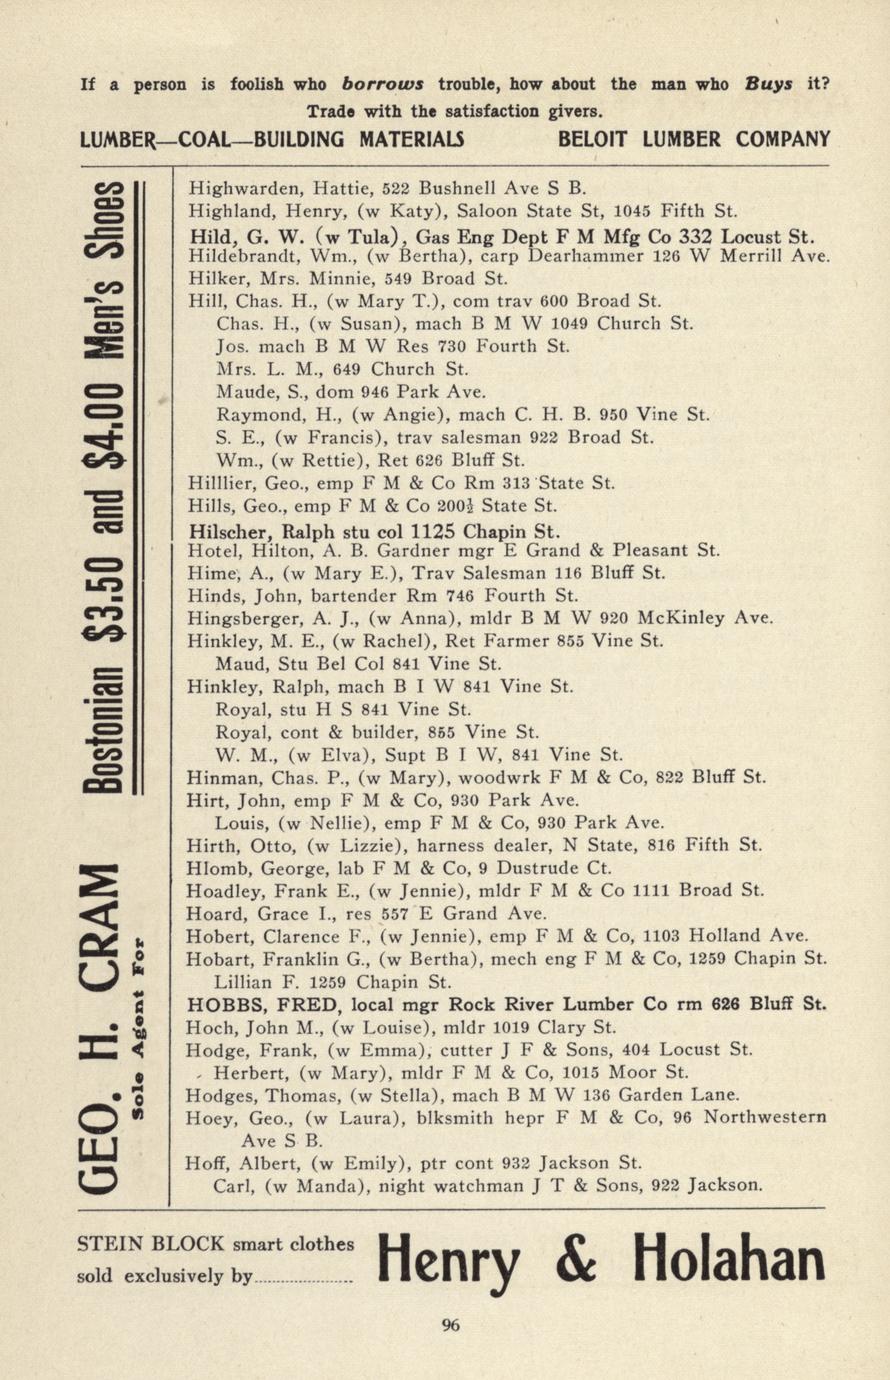 If a person is foolish who borrows trouble, how about the man who Buys it?
Trade with the satisfaction givers.
LUMBER—COAL—BUILDING MATERIALS BELOIT LUMBER COMPANY
GEO. H. CRAM Bostonian $3.50 and $4.00 Men's Shoes
Sole Agent For
Highwarden, Hattie, 522 Bushnell Ave S B.
Highland, Henry, (w Katy), Saloon State St, 1045 Fifth St.
Hild, G. W. (w Tula), Gas Eng Dept F M Mfg Co 332 Locust St.
Hildebrandt, Wm., (w Bertha), carp Dearhammer 126 W Merrill Ave.
Hilker, Mrs. Minnie, 549 Broad St.
Hill, Chas. H., (w Mary T.), com trav 600 Broad St.
Chas. H., (w Susan), mach B M W 1049 Church St.
Jos. mach B M W Res 730 Fourth St.
Mrs. L. M., 649 Church St.
Maude, S., dom 946 Park Ave.
Raymond, H., (w Angie), mach C. H. B. 950 Vine St.
S. E., (w Francis), trav salesman 922 Broad St.
Wm., (w Rettie), Ret 626 Bluff St.
Hilllier, Geo., emp F M & Co Rm 313 State St.
Hills, Geo., emp F M & Co 200½ State St.
Hilscher, Ralph stu col 1125 Chapin St.
Hotel, Hilton, A. B. Gardner mgr E Grand & Pleasant St.
Hime, A., (w Mary E.), Trav Salesman 116 Bluff St.
Hinds, John, bartender Rm 746 Fourth St.
Hingsberger, A. J., (w Anna), mldr B M W 920 McKinley Ave.
Hinkley, M. E., (w Rachel), Ret Farmer 855 Vine St.
Maud, Stu Bel Col 841 Vine St.
Hinkley, Ralph, mach B I W 841 Vine St.
Royal, stu H S 841 Vine St.
Royal, cont & builder, 855 Vine St.
W. M., (w Elva), Supt B I W, 841 Vine St.
Hinman, Chas. P., (w Mary), woodwrk F M & Co, 822 Bluff St.
Hirt, John, emp F M & Co, 930 Park Ave.
Louis, (w Nellie), emp F M & Co, 930 Park Ave.
Hirth, Otto, (w Lizzie), harness dealer, N State, 816 Fifth St.
Hlomb, George, lab F M & Co, 9 Dustrude Ct.
Hoadley, Frank E., (w Jennie), mldr F M & Co 1111 Broad St.
Hoard, Grace I., res 557 E Grand Ave.
Hobert, Clarence F., (w Jennie), emp F M & Co, 1103 Holland Ave.
Hobart, Franklin G., (w Bertha), mech eng F M & Co, 1259 Chapin St.
Lillian F. 1259 Chapin St.
HOBBS, FRED, local mgr Rock River Lumber Co rm 626 Bluff St.
Hoch, John M., (w Louise), mldr 1019 Clary St.
Hodge, Frank, (w Emma), cutter J F & Sons, 404 Locust St.
Herbert, (w Mary), mldr F M & Co, 1015 Moor St.
Hodges, Thomas, (w Stella), mach B M W 136 Garden Lane.
Hoey, Geo., (w Laura), blksmith hepr F M & Co, 96 Northwestern
Ave S B.
Hoff, Albert, (w Emily), ptr cont 932 Jackson St.
Carl, (w Manda), night watchman J T & Sons, 922 Jackson.
STEIN BLOCK smart clothes
sold exclusively by.....................
Henry & Holahan
96